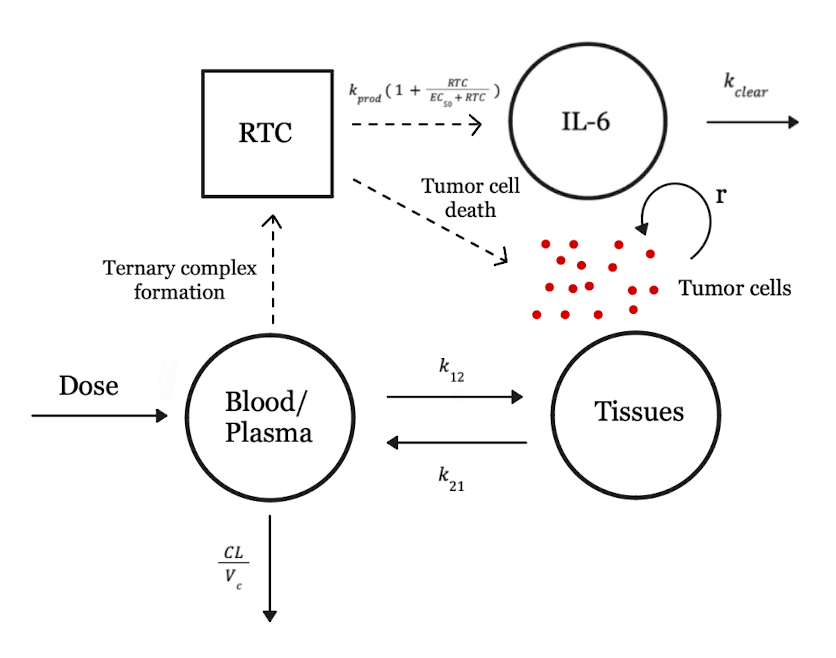 k_prod (1 + RTC / (EC_50 + RTC))
k_clear
RTC
IL-6
Tumor cell
death
r
Ternary complex
formation
Tumor cells
Dose
k_12
Blood/
Plasma
Tissues
k_21
CL / V_c